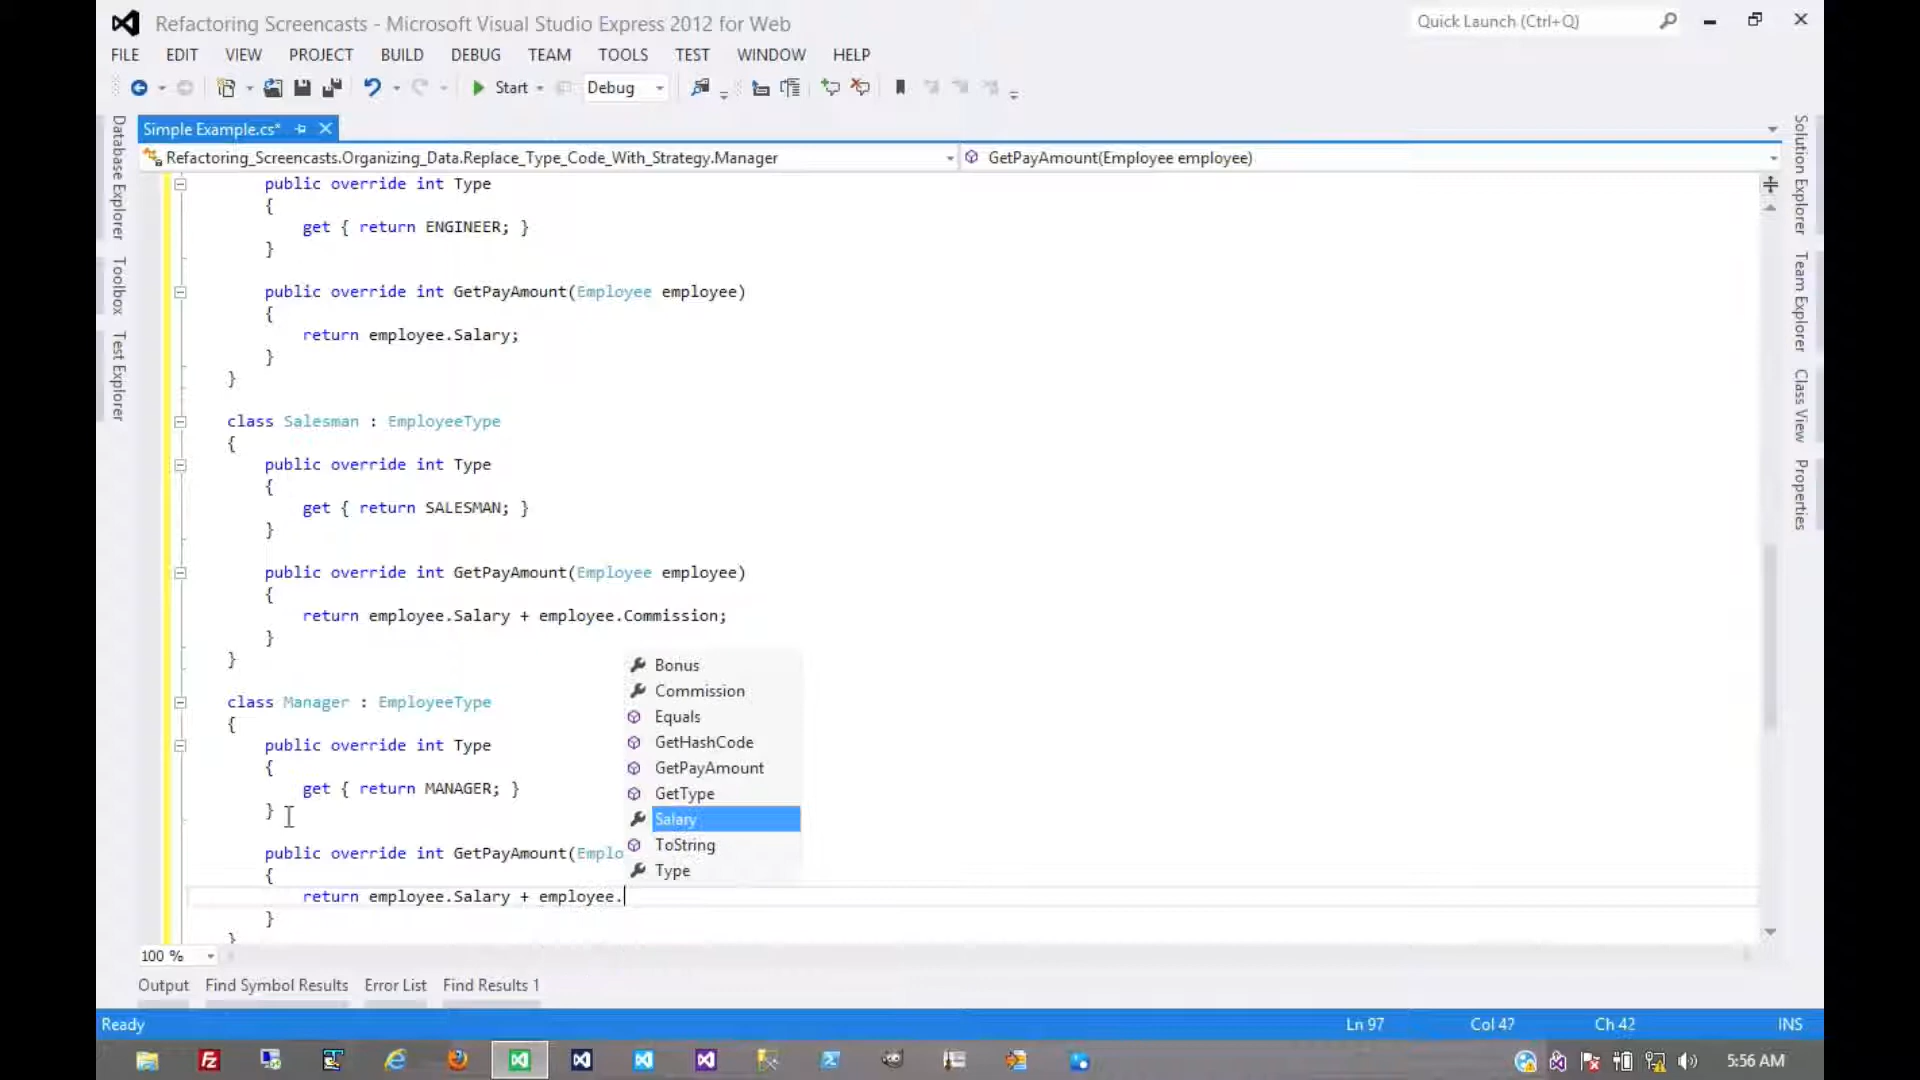 Refactoring Screencasts - Microsoft Visual Studio Express 2012 for Web
Quick Launch (Ctrl+Q)
FILE EDIT VIEW PROJECT BUILD DEBUG TEAM TOOLS TEST WINDOW HELP
Start Debug
Simple Example.cs*
Refactoring_Screencasts.Organizing_Data.Replace_Type_Code_With_Strategy.Manager
GetPayAmount(Employee employee)
Database Explorer
Toolbox
Test Explorer
public override int Type
{
get { return ENGINEER; }
}
public override int GetPayAmount(Employee employee)
{
return employee.Salary;
}
}
class Salesman : EmployeeType
{
public override int Type
{
get { return SALESMAN; }
}
public override int GetPayAmount(Employee employee)
{
return employee.Salary + employee.Commission;
}
}
class Manager : EmployeeType
{
public override int Type
{
get { return MANAGER; }
}
public override int GetPayAmount(Emplo
{
return employee.Salary + employee.
}
}
Bonus
Commission
Equals
GetHashCode
GetPayAmount
GetType
Salary
ToString
Type
Solution Explorer
Team Explorer
Class View
Properties
100 %
Output Find Symbol Results Error List Find Results 1
Ready Ln 97 Col 47 Ch 42 INS
5:56 AM